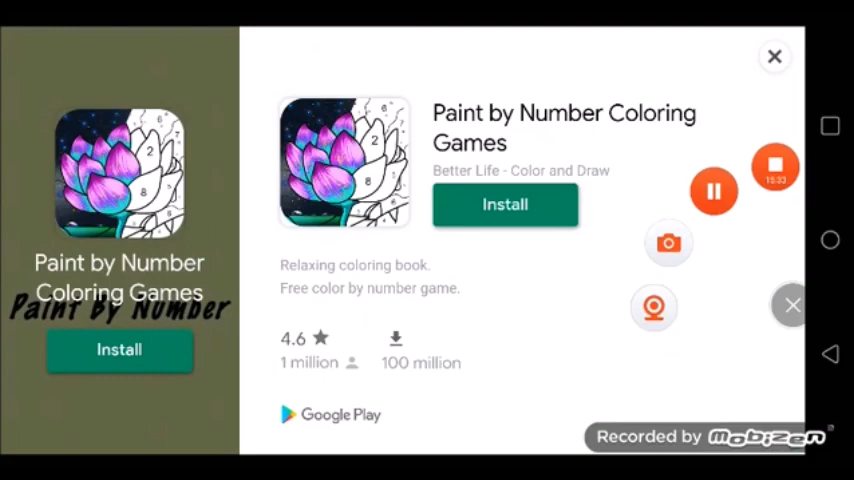 Paint by Number
Coloring Games
Paint by Number
Install
Paint by Number Coloring
Games
Better Life - Color and Draw
Install
Relaxing coloring book.
Free color by number game.
4.6 ★
1 million
100 million
Google Play
15:33
Recorded by Mobizen